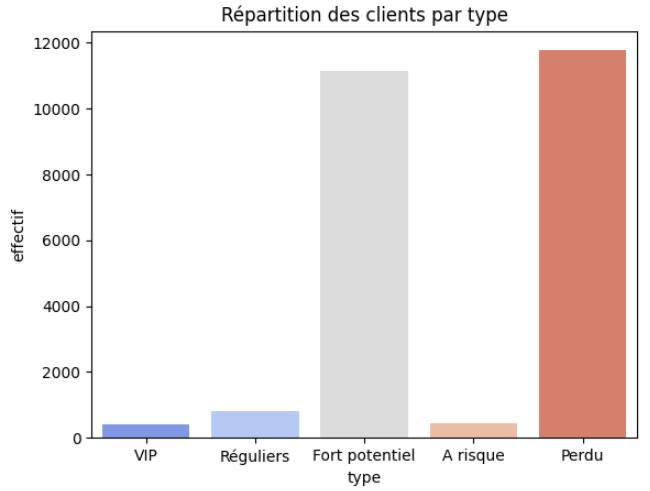 Répartition des clients par type
12000
10000
8000
6000
4000
2000
0
effectif
VIP Réguliers Fort potentiel A risque Perdu
type